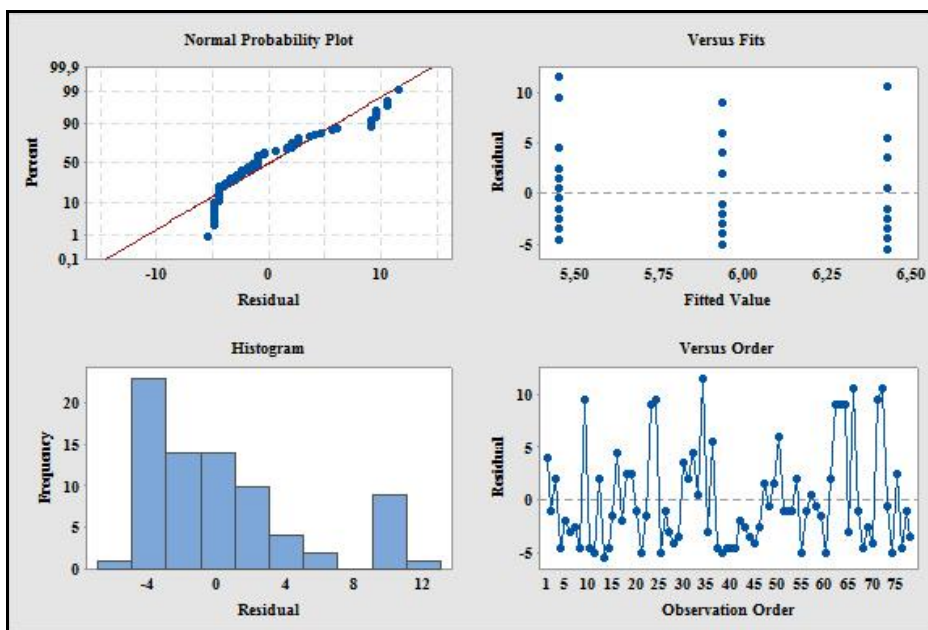 Normal Probability Plot
99,9
99
90
50
10
1
0,1
Percent
-10 0 10
Residual
Versus Fits
10
5
0
-5
Residual
5,50 5,75 6,00 6,25 6,50
Fitted Value
Histogram
20
15
10
5
0
Frequency
-4 0 4 8 12
Residual
Versus Order
10
5
0
-5
Residual
1 5 10 15 20 25 30 35 40 45 50 55 60 65 70 75
Observation Order